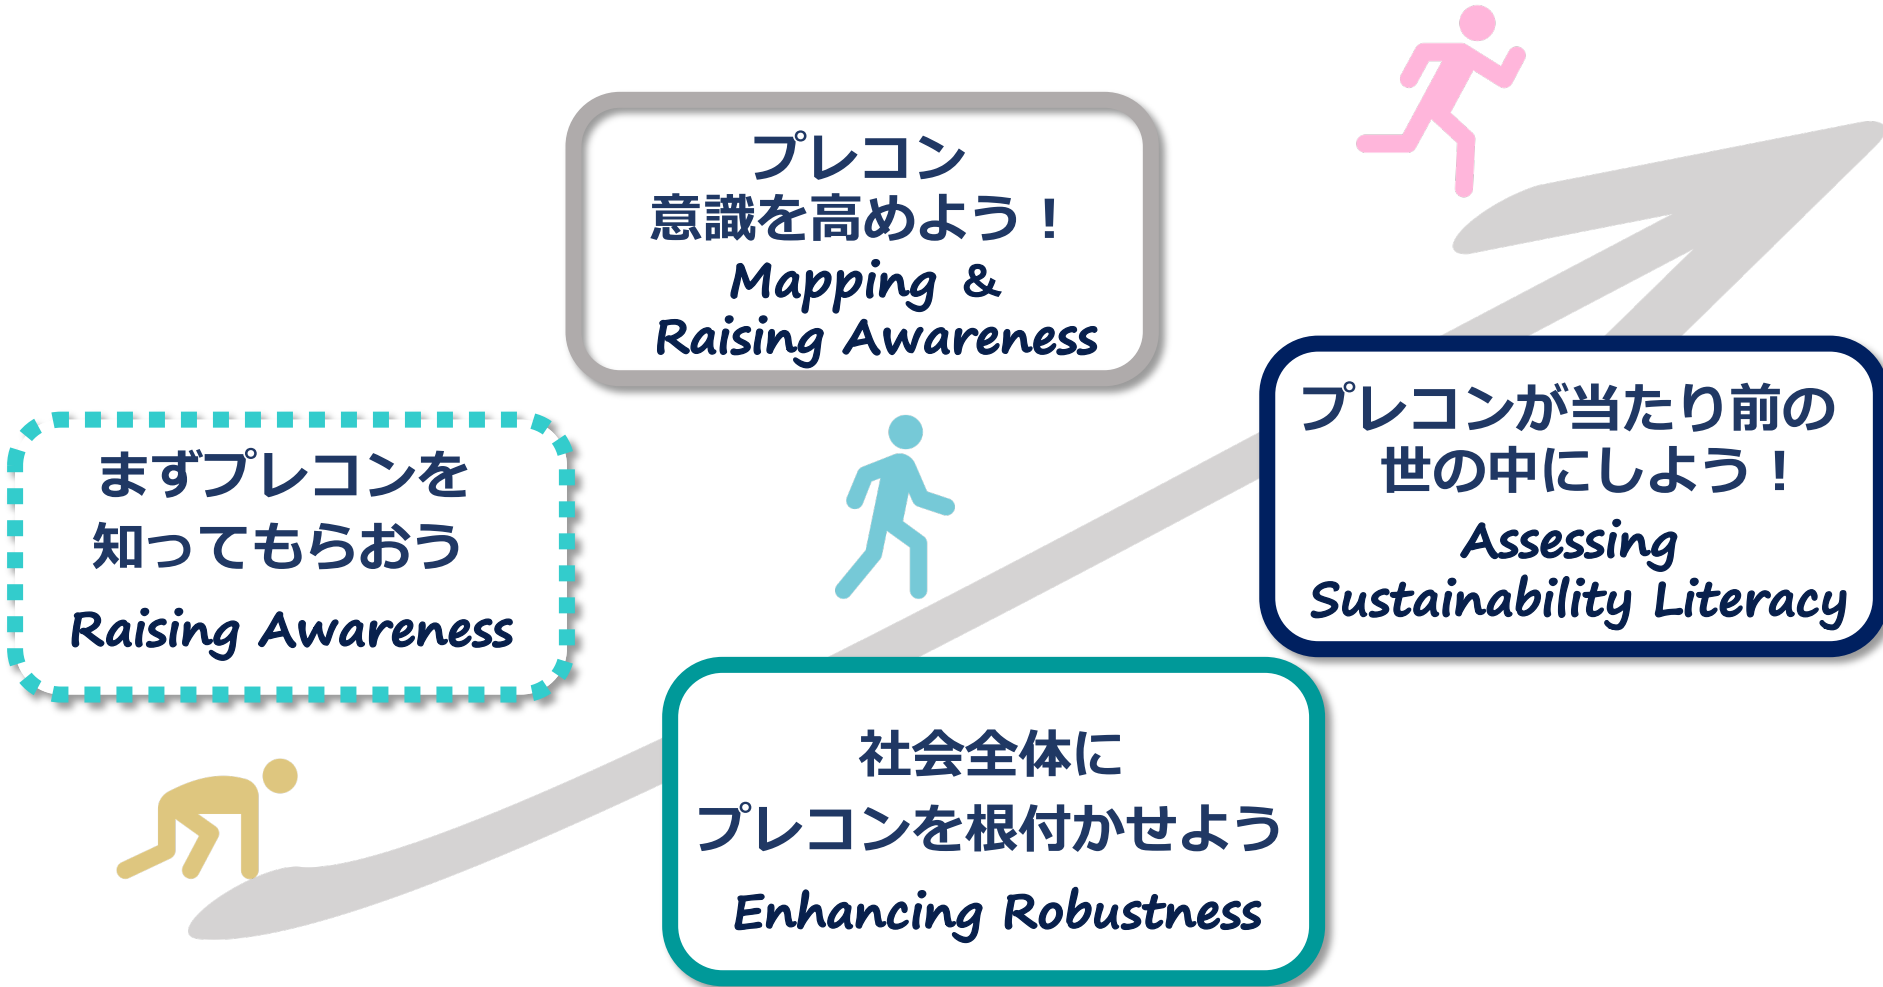 まずプレコンを
知ってもらおう
Raising Awareness
プレコン
意識を高めよう！
Mapping &
Raising Awareness
社会全体に
プレコンを根付かせよう
Enhancing Robustness
プレコンが当たり前の
世の中にしよう！
Assessing
Sustainability Literacy